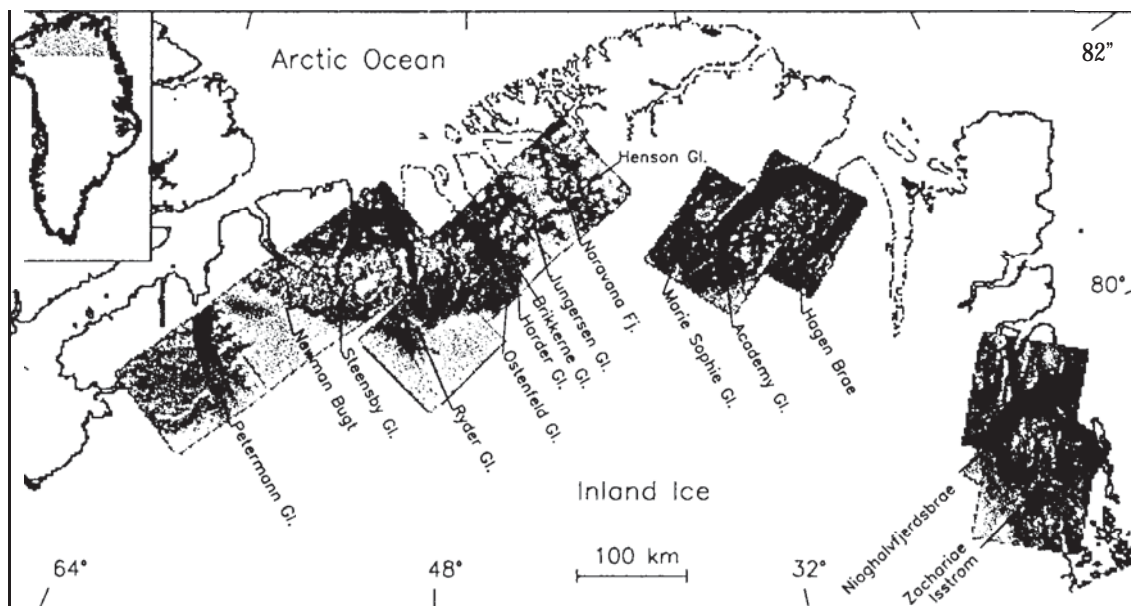 82"
Arctic Ocean
Henson Gl.
Naravana Fj.
Jungersen Gl.
Brikkerne Gl.
Harder Gl.
Ostenfeld Gl.
Ryder Gl.
Steensby Gl.
Newman Bugt
Petermann Gl.
Marie Sophie Gl.
Academy Gl.
Hagen Brae
80°
Inland Ice
Nioghalvfjerdsbrae
Zachariae
Isstrom
64°
48°
100 km
32°